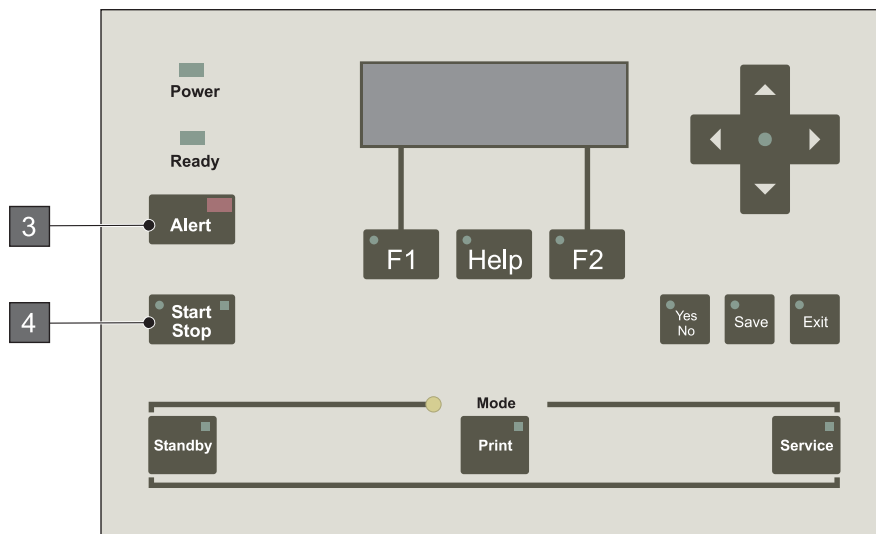 Power
Ready
3
Alert
F1
Help
F2
4
Start
Stop
Yes
No
Save
Exit
Mode
Standby
Print
Service